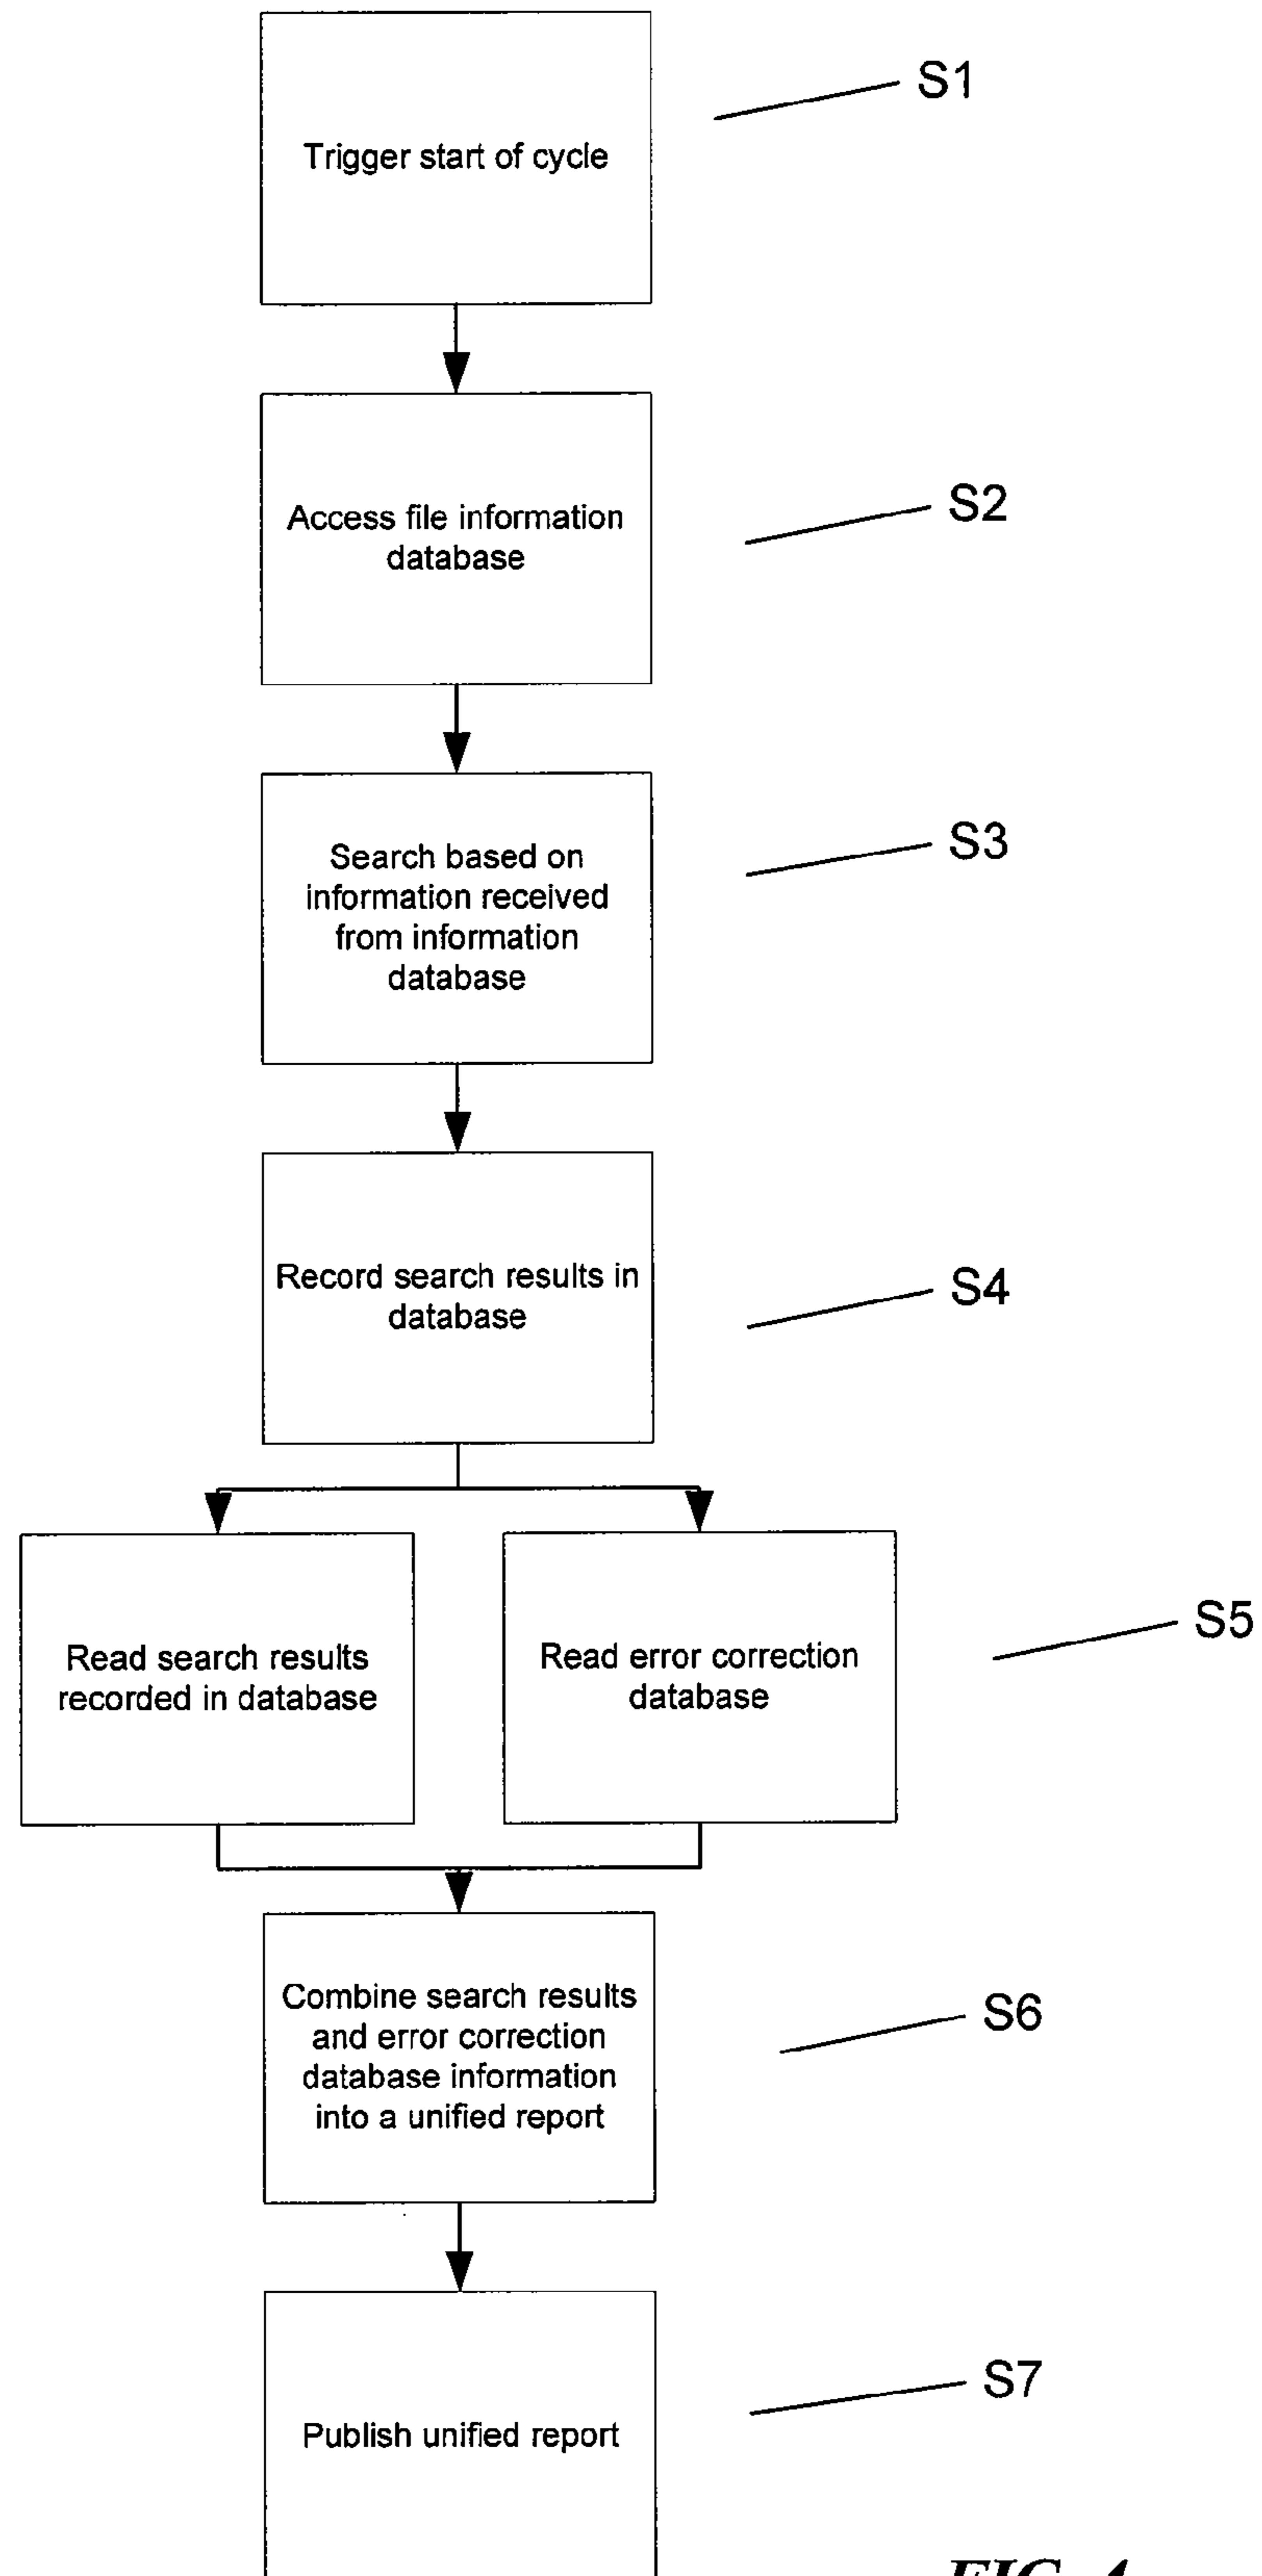 Trigger start of cycle
S1
Access file information
database
S2
Search based on
information received
from information
database
S3
Record search results in
database
S4
Read search results
recorded in database
Read error correction
database
S5
Combine search results
and error correction
database information
into a unified report
S6
Publish unified report
S7